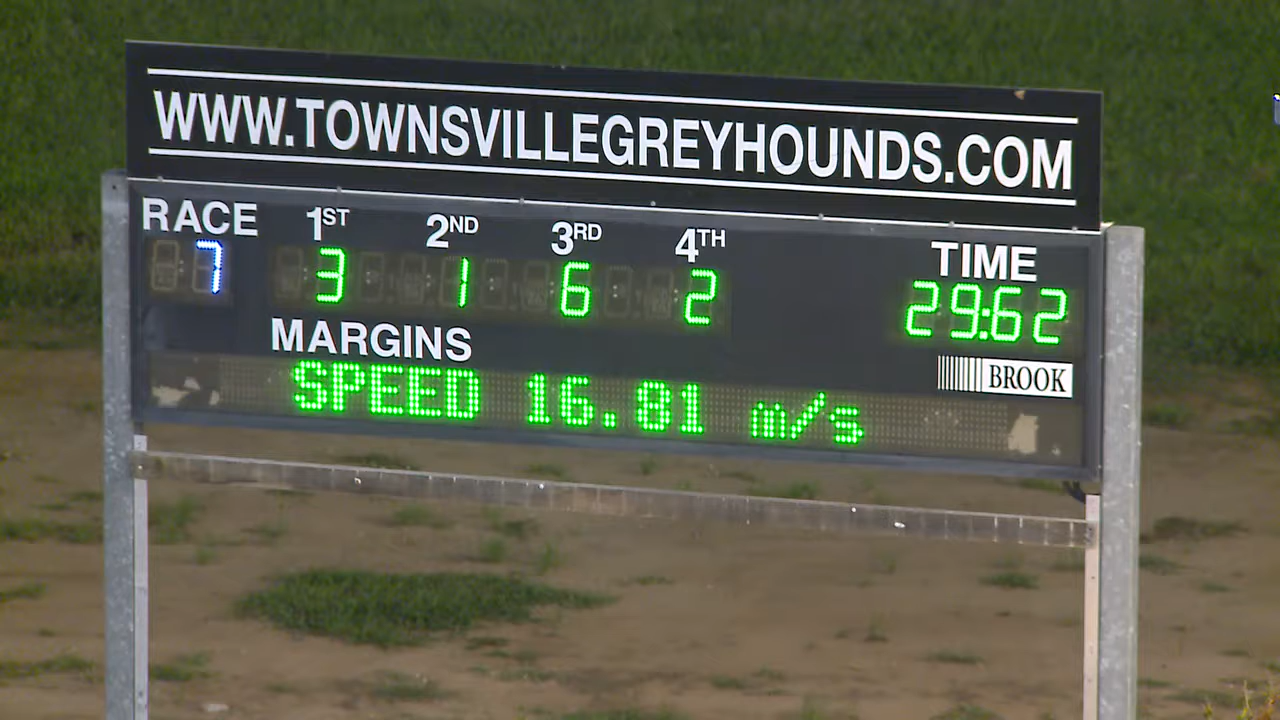 WWW.TOWNSVILLEGREYHOUNDS.COM
RACE 1ST 2ND 3RD 4TH TIME
7 3 1 6 2 29:62
MARGINS BROOK
SPEED 16.81 m/s